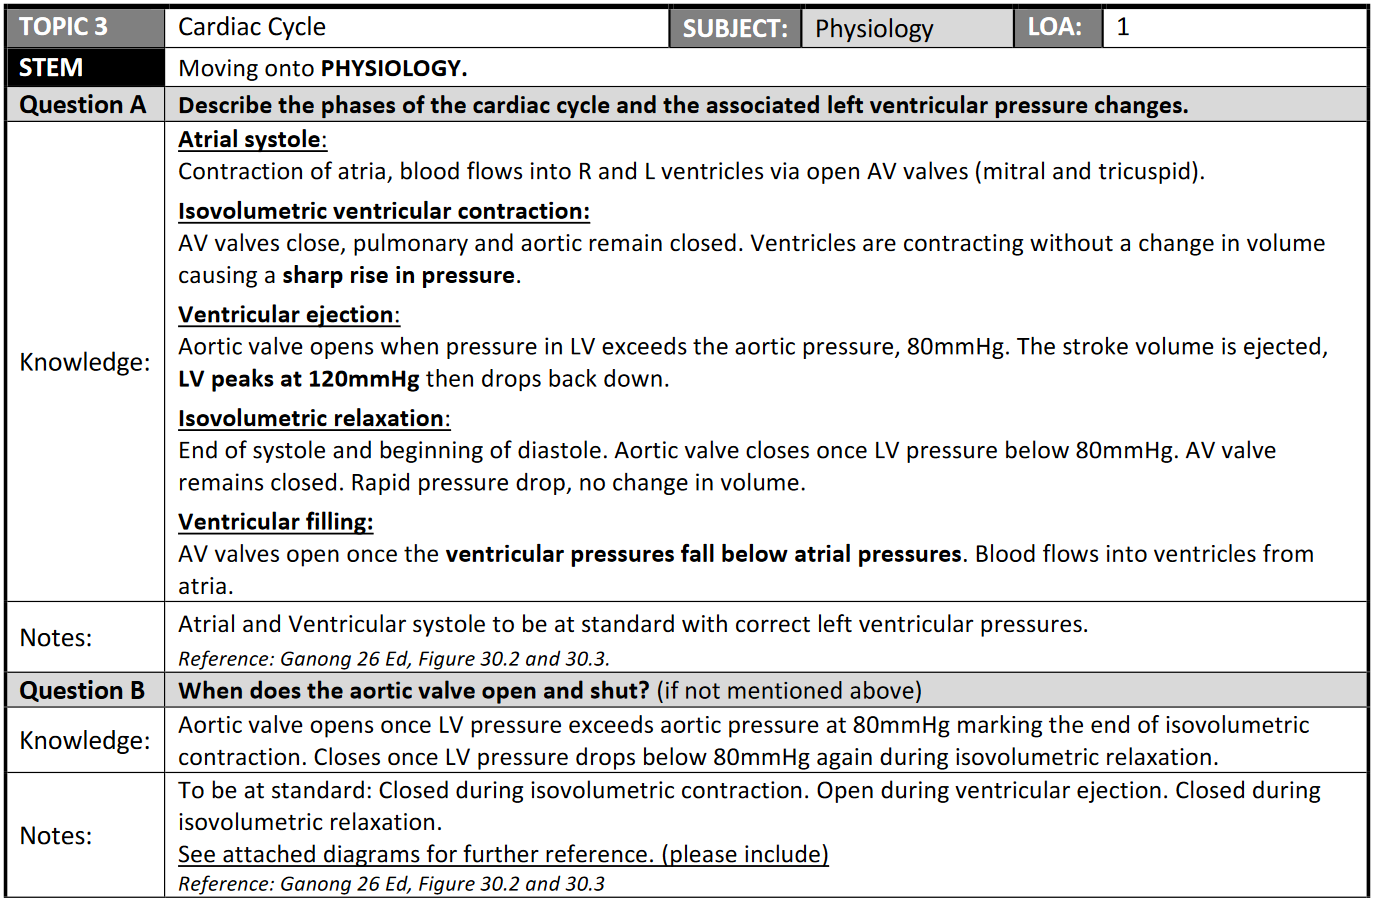 TOPIC 3 Cardiac Cycle SUBJECT: Physiology LOA: 1
STEM Moving onto PHYSIOLOGY.
Question A Describe the phases of the cardiac cycle and the associated left ventricular pressure changes.
Knowledge:
Atrial systole:
Contraction of atria, blood flows into R and L ventricles via open AV valves (mitral and tricuspid).
Isovolumetric ventricular contraction:
AV valves close, pulmonary and aortic remain closed. Ventricles are contracting without a change in volume
causing a sharp rise in pressure.
Ventricular ejection:
Aortic valve opens when pressure in LV exceeds the aortic pressure, 80mmHg. The stroke volume is ejected,
LV peaks at 120mmHg then drops back down.
Isovolumetric relaxation:
End of systole and beginning of diastole. Aortic valve closes once LV pressure below 80mmHg. AV valve
remains closed. Rapid pressure drop, no change in volume.
Ventricular filling:
AV valves open once the ventricular pressures fall below atrial pressures. Blood flows into ventricles from
atria.
Notes:
Atrial and Ventricular systole to be at standard with correct left ventricular pressures.
Reference: Ganong 26 Ed, Figure 30.2 and 30.3.
Question B When does the aortic valve open and shut? (if not mentioned above)
Knowledge:
Aortic valve opens once LV pressure exceeds aortic pressure at 80mmHg marking the end of isovolumetric
contraction. Closes once LV pressure drops below 80mmHg again during isovolumetric relaxation.
Notes:
To be at standard: Closed during isovolumetric contraction. Open during ventricular ejection. Closed during
isovolumetric relaxation.
See attached diagrams for further reference. (please include)
Reference: Ganong 26 Ed, Figure 30.2 and 30.3